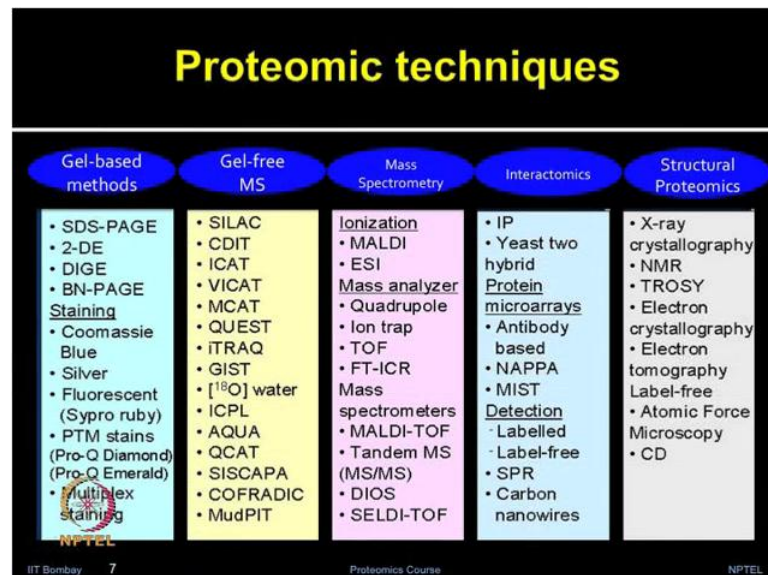 Proteomic techniques
Gel-based
methods
• SDS-PAGE
• 2-DE
• DIGE
• BN-PAGE
Staining
• Coomassie
Blue
• Silver
• Fluorescent
(Sypro ruby)
• PTM stains
(Pro-Q Diamond)
(Pro-Q Emerald)
• Multiplex
staining
Gel-free
MS
• SILAC
• CDIT
• ICAT
• VICAT
• MCAT
• QUEST
• iTRAQ
• GIST
• [¹⁸O] water
• ICPL
• AQUA
• QCAT
• SISCAPA
• COFRADIC
• MudPIT
Mass
Spectrometry
Ionization
• MALDI
• ESI
Mass analyzer
• Quadrupole
• Ion trap
• TOF
• FT-ICR
Mass
spectrometers
• MALDI-TOF
• Tandem MS
(MS/MS)
• DIOS
• SELDI-TOF
Interactomics
• IP
• Yeast two
hybrid
Protein
microarrays
• Antibody
based
• NAPPA
• MIST
Detection
- Labelled
- Label-free
• SPR
• Carbon
nanowires
Structural
Proteomics
• X-ray
crystallography
• NMR
• TROSY
• Electron
crystallography
• Electron
tomography
Label-free
• Atomic Force
Microscopy
• CD
NPTEL
IIT Bombay 7 Proteomics Course NPTEL